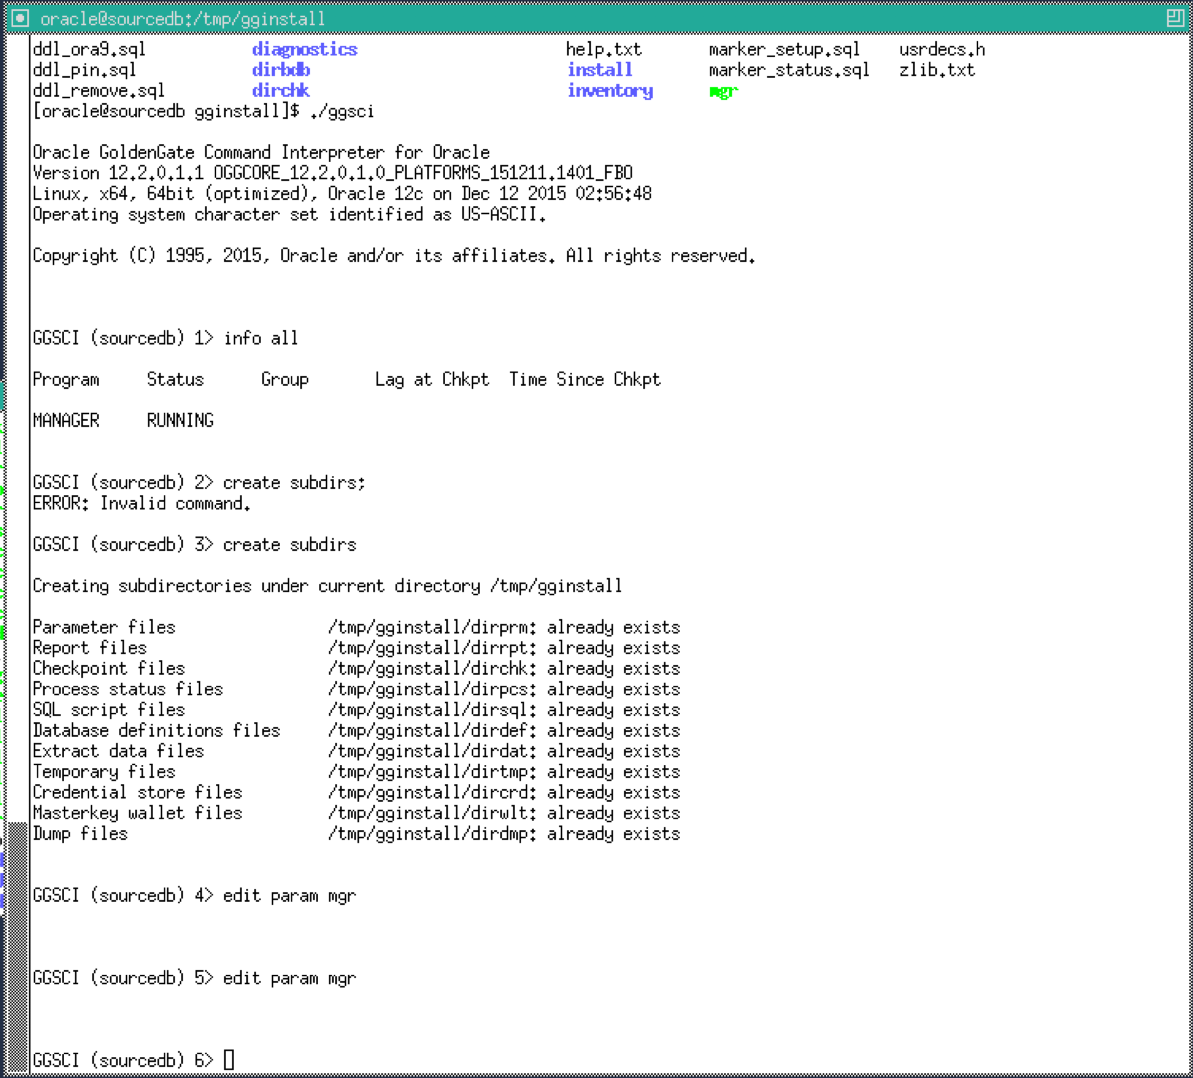 oracle@sourcedb:/tmp/gginstall
ddl_ora9.sql diagnostics help.txt marker_setup.sql usrdecs.h
ddl_pin.sql dirbdb install marker_status.sql zlib.txt
ddl_remove.sql dirchk inventory mgr
[oracle@sourcedb gginstall]$ ./ggsci
Oracle GoldenGate Command Interpreter for Oracle
Version 12.2.0.1.1 OGGCORE_12.2.0.1.0_PLATFORMS_151211.1401_FBO
Linux, x64, 64bit (optimized), Oracle 12c on Dec 12 2015 02:56:48
Operating system character set identified as US-ASCII.
Copyright (C) 1995, 2015, Oracle and/or its affiliates. All rights reserved.
GGSCI (sourcedb) 1> info all
Program Status Group Lag at Chkpt Time Since Chkpt
MANAGER RUNNING
GGSCI (sourcedb) 2> create subdirs;
ERROR: Invalid command.
GGSCI (sourcedb) 3> create subdirs
Creating subdirectories under current directory /tmp/gginstall
Parameter files /tmp/gginstall/dirprm: already exists
Report files /tmp/gginstall/dirrpt: already exists
Checkpoint files /tmp/gginstall/dirchk: already exists
Process status files /tmp/gginstall/dirpcs: already exists
SQL script files /tmp/gginstall/dirsql: already exists
Database definitions files /tmp/gginstall/dirdef: already exists
Extract data files /tmp/gginstall/dirdat: already exists
Temporary files /tmp/gginstall/dirtmp: already exists
Credential store files /tmp/gginstall/dircrd: already exists
Masterkey wallet files /tmp/gginstall/dirwlt: already exists
Dump files /tmp/gginstall/dirdmp: already exists
GGSCI (sourcedb) 4> edit param mgr
GGSCI (sourcedb) 5> edit param mgr
GGSCI (sourcedb) 6>